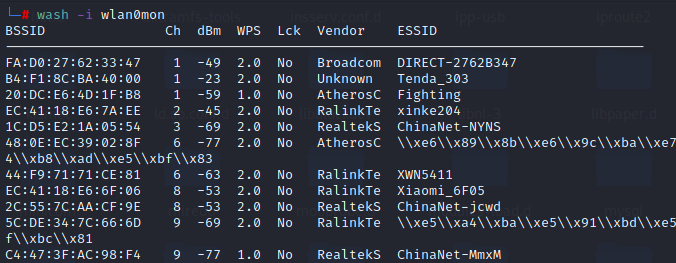 └─# wash -i wlan0mon
BSSID Ch dBm WPS Lck Vendor ESSID
FA:D0:27:62:33:47 1 -49 2.0 No Broadcom DIRECT-2762B347
B4:F1:8C:BA:40:00 1 -23 2.0 No Unknown Tenda_303
20:DC:E6:4D:1F:B8 1 -59 1.0 No AtherosC Fighting
EC:41:18:E6:7A:EE 2 -45 2.0 No RalinkTe xinke204
1C:D5:E2:1A:05:54 3 -69 2.0 No RealtekS ChinaNet-NYNS
48:0E:EC:39:02:8F 6 -77 2.0 No AtherosC \\xe6\\x89\\x8b\\xe6\\x9c\\xba\\xe7
4\\xb8\\xad\\xe5\\xbf\\x83
44:F9:71:71:CE:81 6 -63 2.0 No RalinkTe XWN5411
EC:41:18:E6:6F:06 8 -53 2.0 No RalinkTe Xiaomi_6F05
2C:55:7C:AA:CF:9E 8 -53 2.0 No RealtekS ChinaNet-jcwd
5C:DE:34:7C:66:6D 9 -69 2.0 No RalinkTe \\xe5\\xa4\\xba\\xe5\\x91\\xbd\\xe5
f\\xbc\\x81
C4:47:3F:AC:98:F4 9 -77 1.0 No RealtekS ChinaNet-MmxM